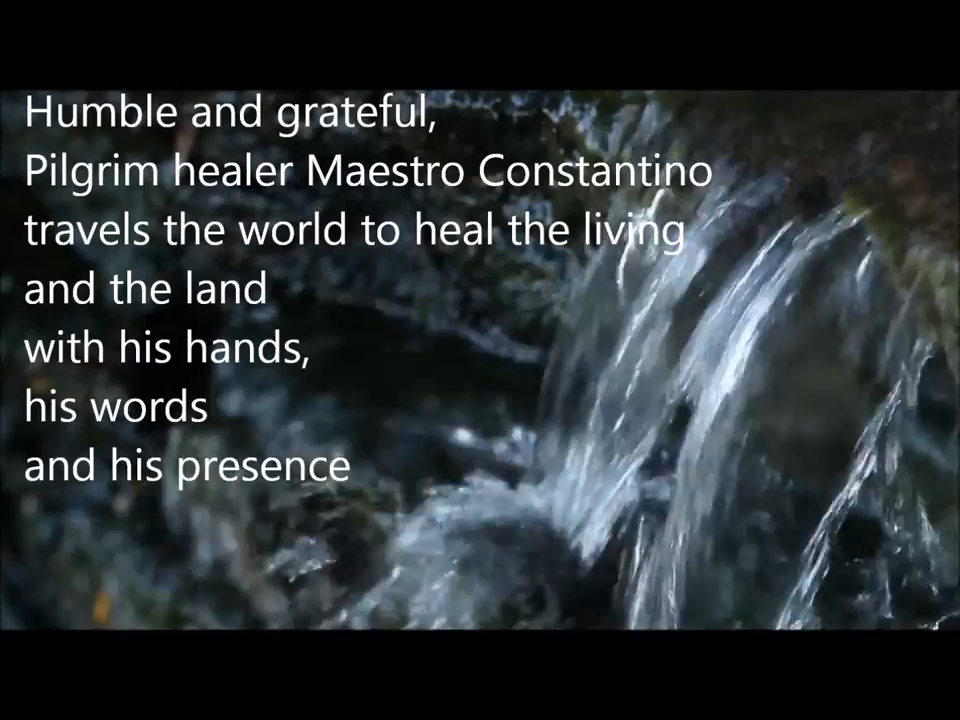 Humble and grateful,
Pilgrim healer Maestro Constantino
travels the world to heal the living
and the land
with his hands,
his words
and his presence